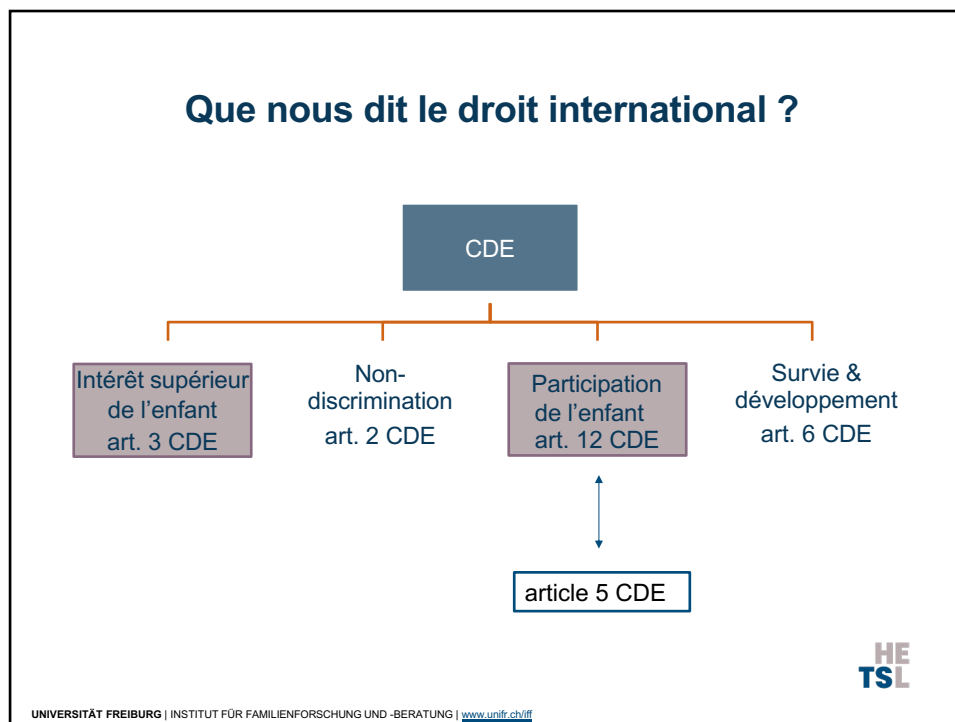 Que nous dit le droit international ?
CDE
Intérêt supérieur
de l’enfant
art. 3 CDE
Non-
discrimination
art. 2 CDE
Participation
de l’enfant
art. 12 CDE
Survie &
développement
art. 6 CDE
article 5 CDE
HE
TSL
UNIVERSITÄT FREIBURG | INSTITUT FÜR FAMILIENFORSCHUNG UND -BERATUNG | www.unifr.ch/iff